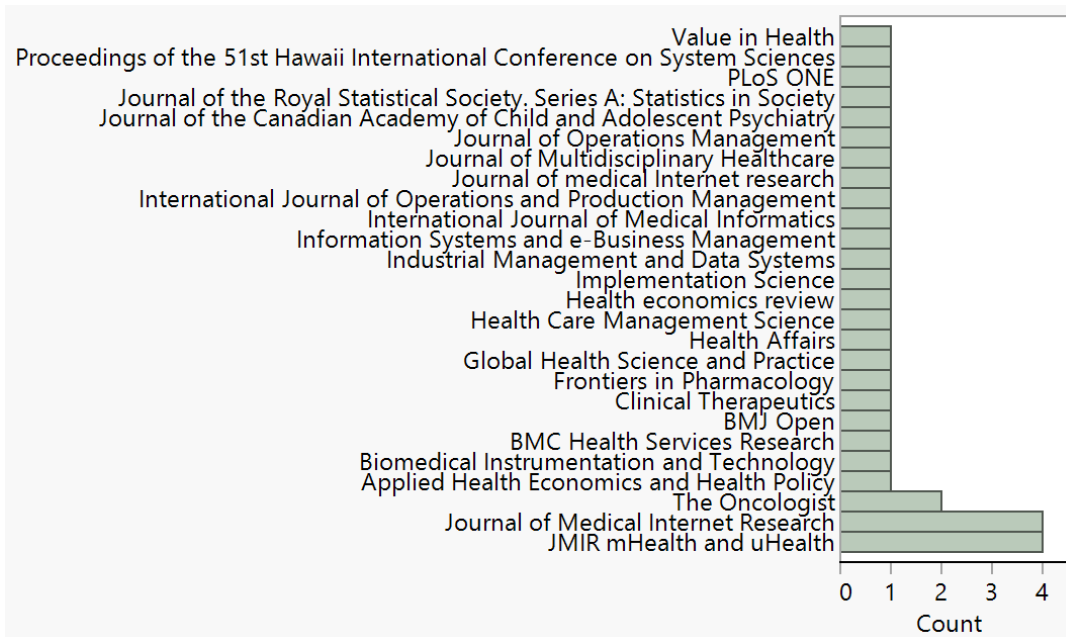 Value in Health
Proceedings of the 51st Hawaii International Conference on System Sciences
PLoS ONE
Journal of the Royal Statistical Society. Series A: Statistics in Society
Journal of the Canadian Academy of Child and Adolescent Psychiatry
Journal of Operations Management
Journal of Multidisciplinary Healthcare
Journal of medical Internet research
International Journal of Operations and Production Management
International Journal of Medical Informatics
Information Systems and e-Business Management
Industrial Management and Data Systems
Implementation Science
Health economics review
Health Care Management Science
Health Affairs
Global Health Science and Practice
Frontiers in Pharmacology
Clinical Therapeutics
BMJ Open
BMC Health Services Research
Biomedical Instrumentation and Technology
Applied Health Economics and Health Policy
The Oncologist
Journal of Medical Internet Research
JMIR mHealth and uHealth
0 1 2 3 4
Count